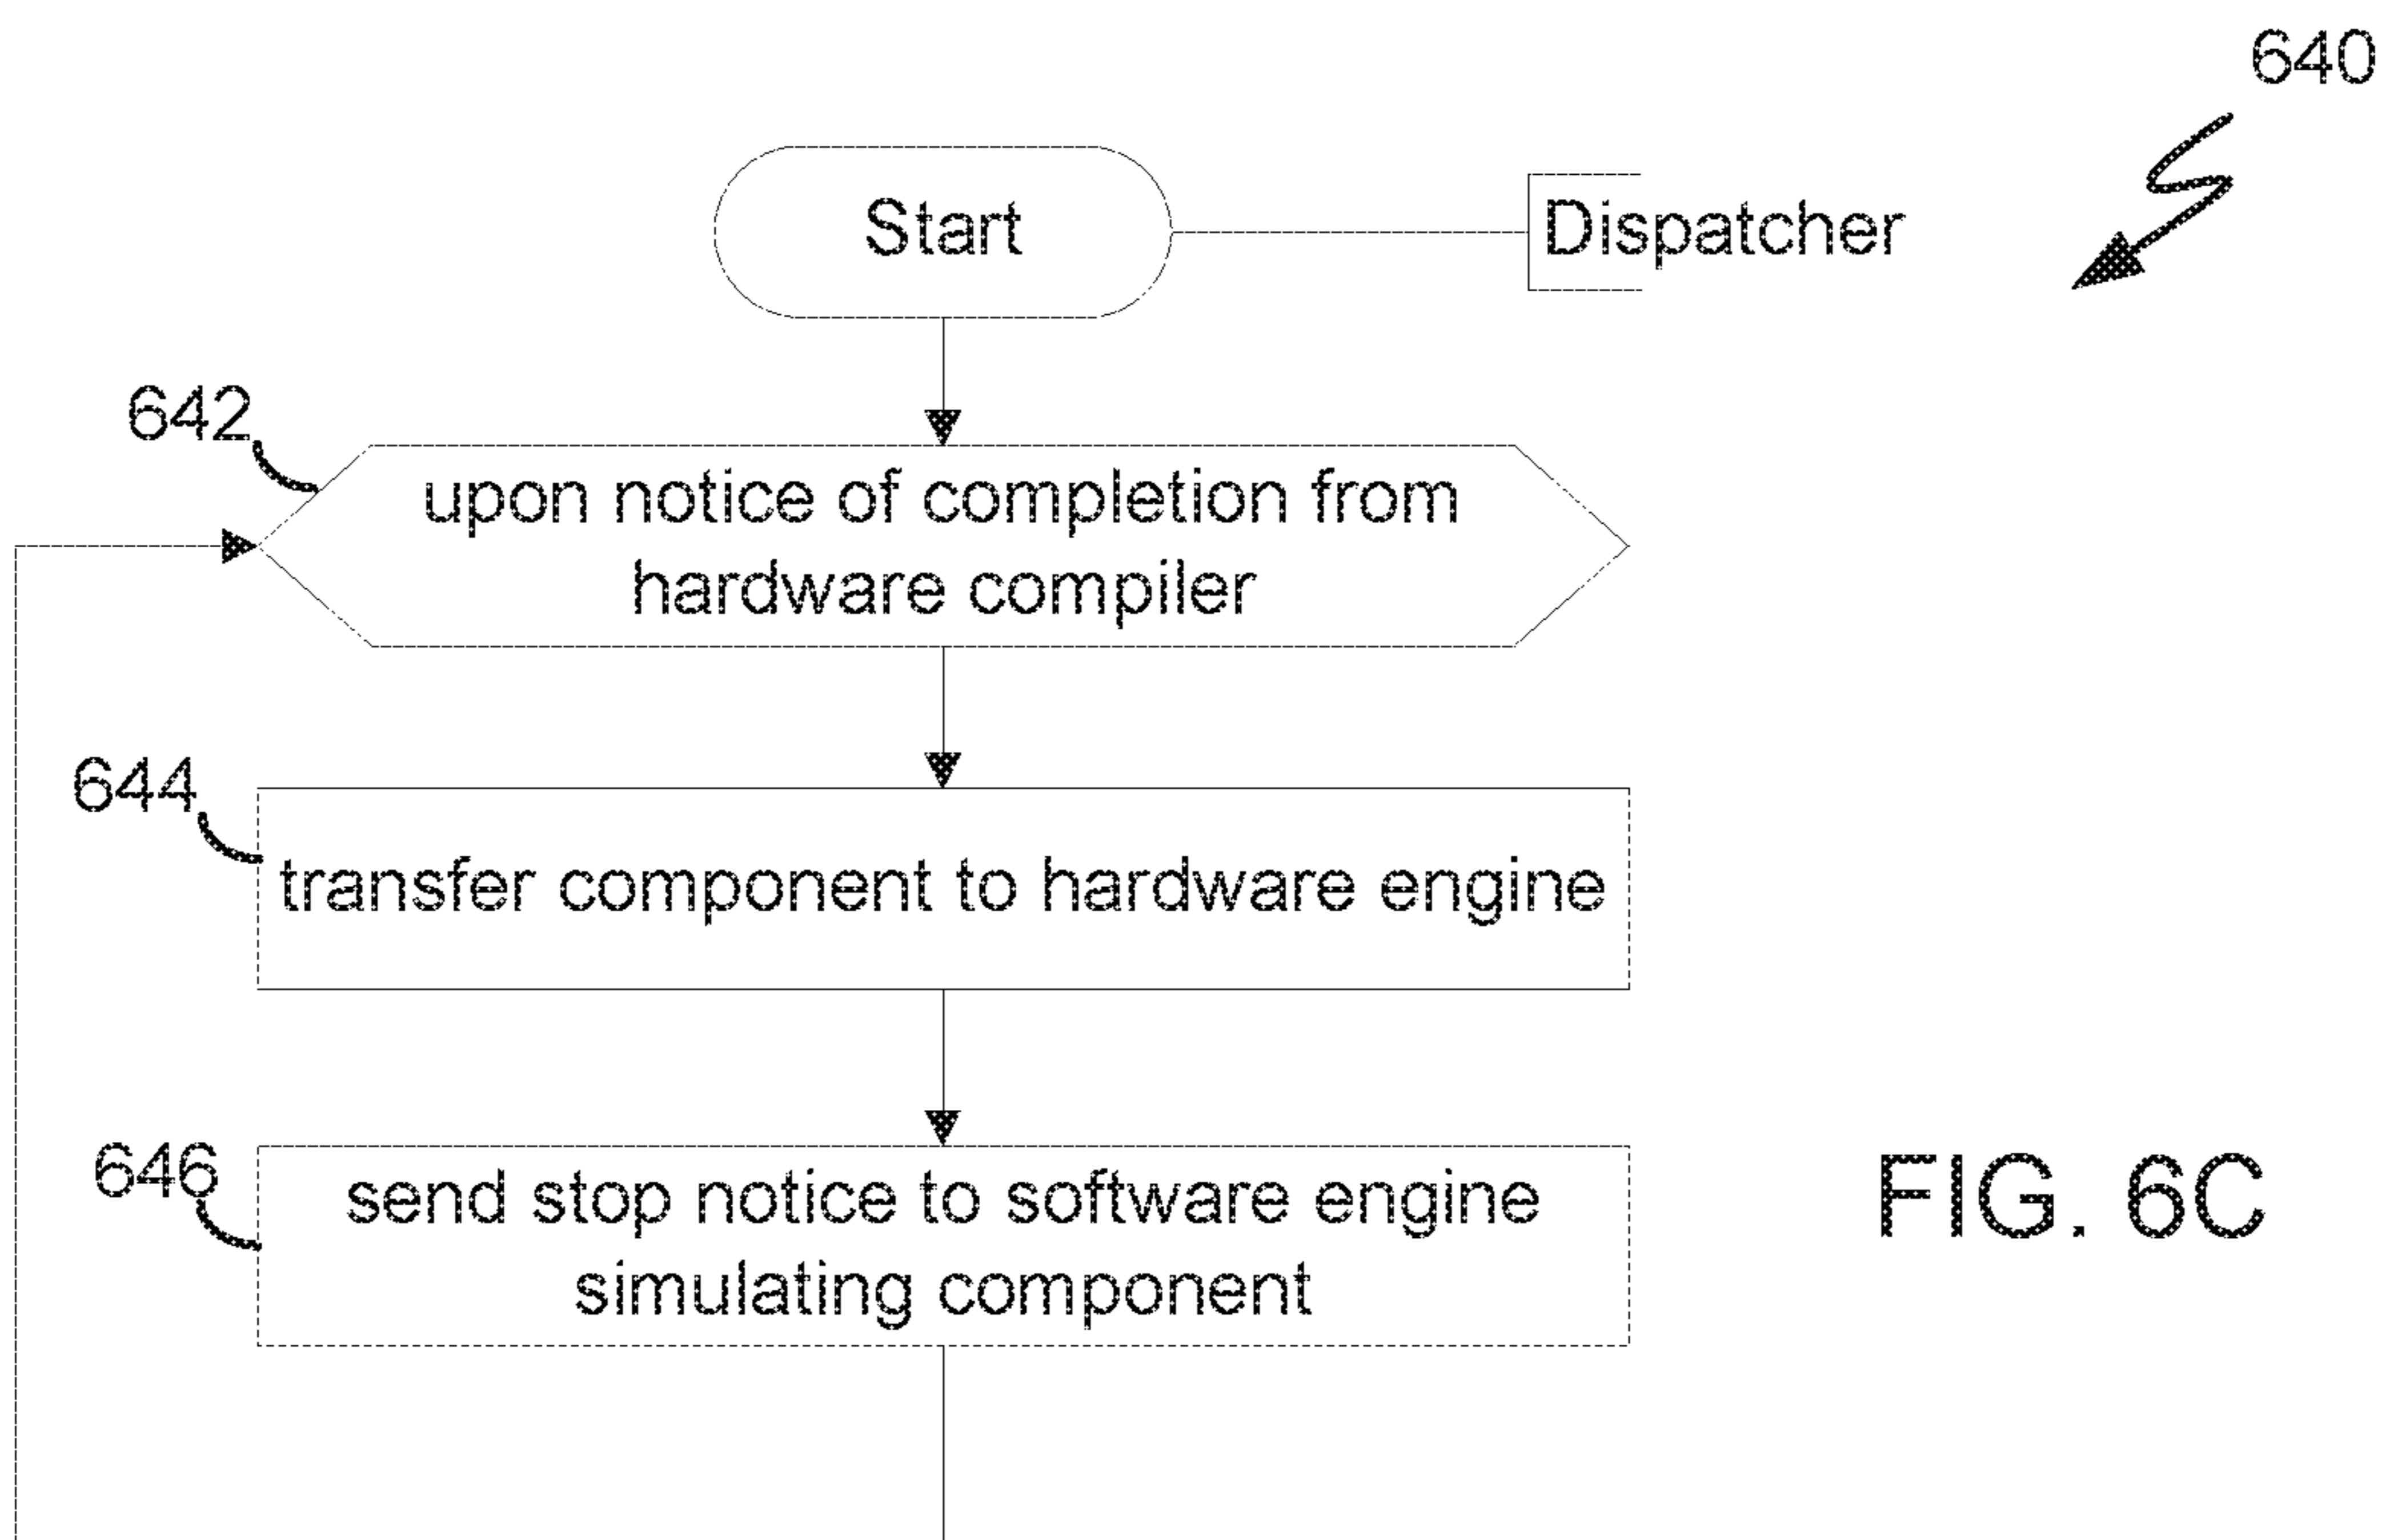 640
Start
Dispatcher
642
upon notice of completion from
hardware compiler
644
transfer component to hardware engine
646
send stop notice to software engine
simulating component
FIG. 6C